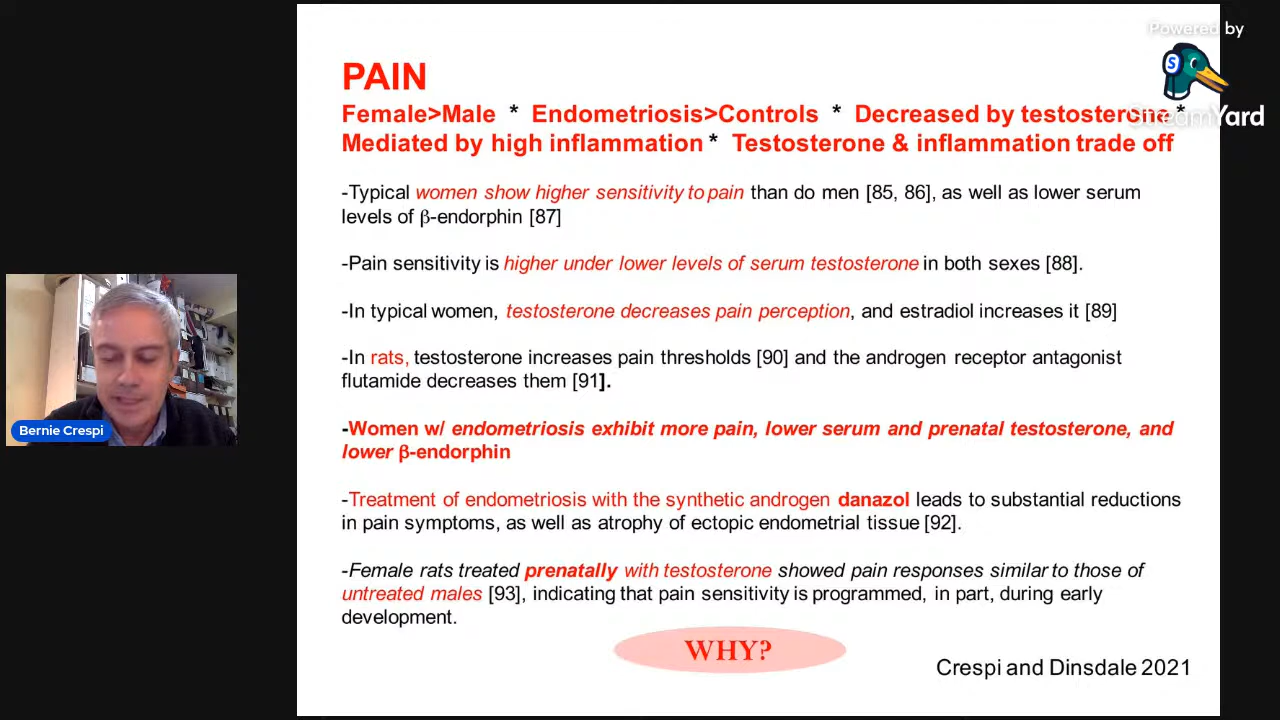 Powered by
StreamYard
PAIN
Female>Male * Endometriosis>Controls * Decreased by testosterone *
Mediated by high inflammation * Testosterone & inflammation trade off
-Typical women show higher sensitivity to pain than do men [85, 86], as well as lower serum
levels of β-endorphin [87]
-Pain sensitivity is higher under lower levels of serum testosterone in both sexes [88].
-In typical women, testosterone decreases pain perception, and estradiol increases it [89]
-In rats, testosterone increases pain thresholds [90] and the androgen receptor antagonist
flutamide decreases them [91].
-Women w/ endometriosis exhibit more pain, lower serum and prenatal testosterone, and
lower β-endorphin
-Treatment of endometriosis with the synthetic androgen danazol leads to substantial reductions
in pain symptoms, as well as atrophy of ectopic endometrial tissue [92].
-Female rats treated prenatally with testosterone showed pain responses similar to those of
untreated males [93], indicating that pain sensitivity is programmed, in part, during early
development.
WHY?
Crespi and Dinsdale 2021
Bernie Crespi